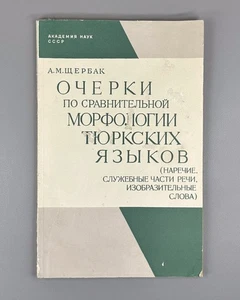 АКАДЕМИЯ НАУК
СССР
А.М.ЩЕРБАК
ОЧЕРКИ
ПО СРАВНИТЕЛЬНОЙ
МОРФОЛОГИИ
ТЮРКСКИХ
ЯЗЫКОВ
(НАРЕЧИЕ,
СЛУЖЕБНЫЕ ЧАСТИ РЕЧИ,
ИЗОБРАЗИТЕЛЬНЫЕ
СЛОВА)